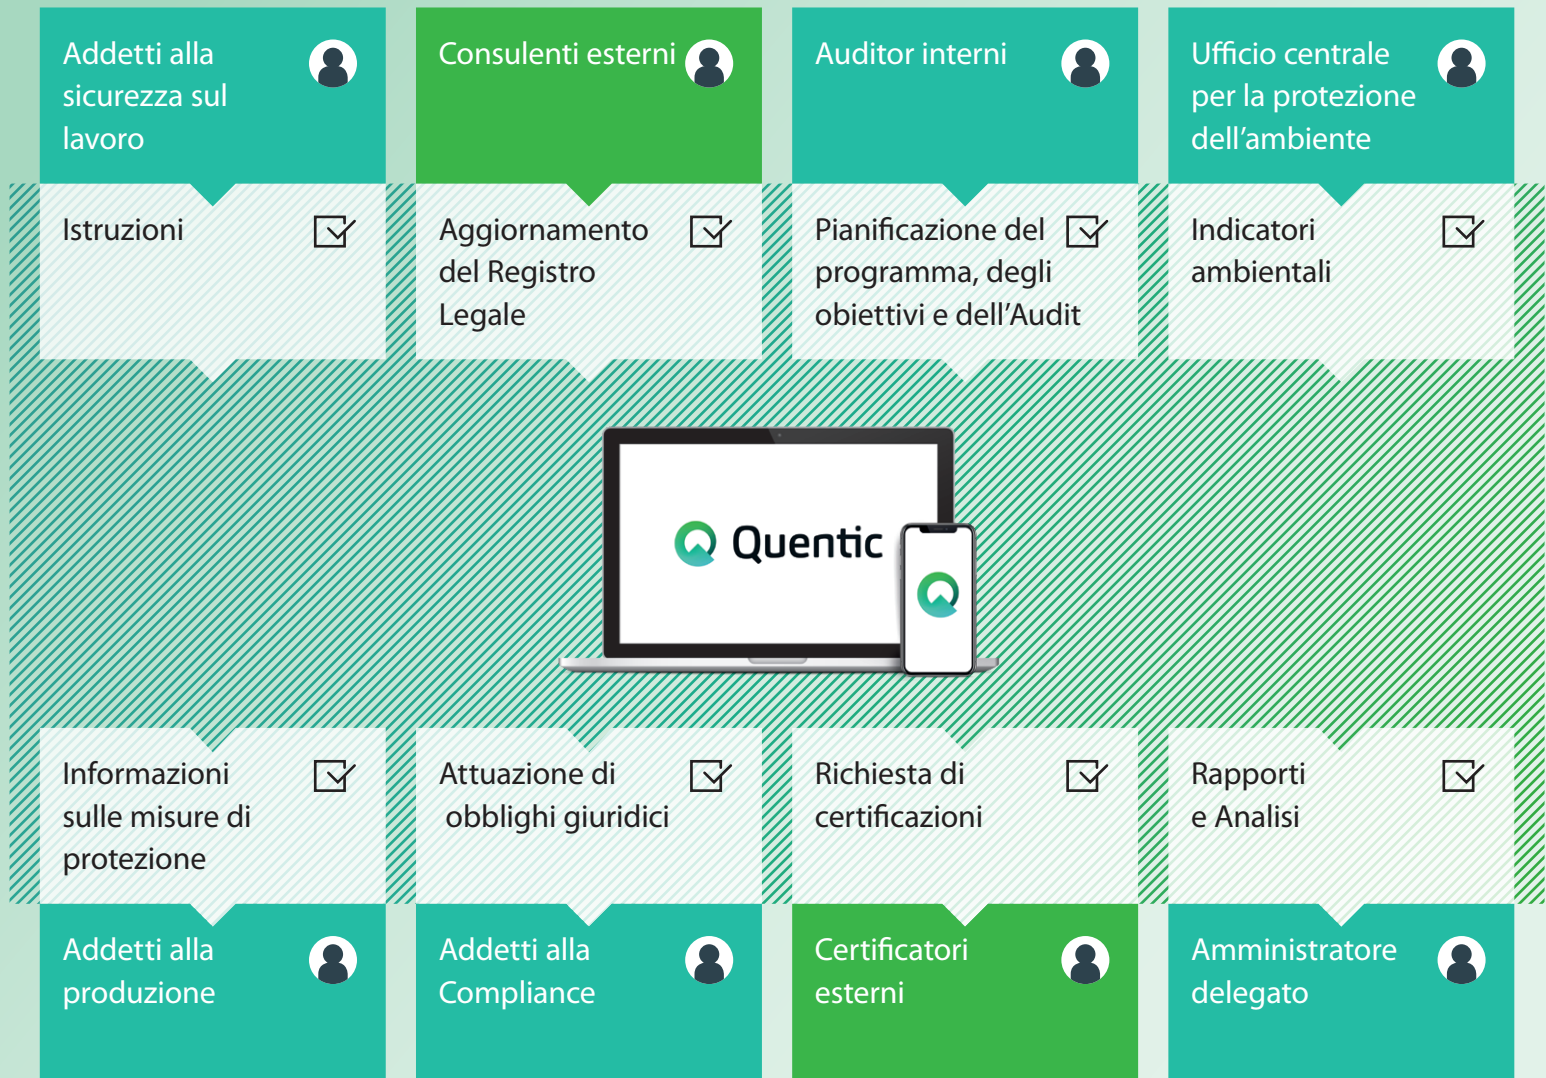 Addetti alla
sicurezza sul
lavoro
Consulenti esterni
Auditor interni
Ufficio centrale
per la protezione
dell’ambiente
Istruzioni
Aggiornamento
del Registro
Legale
Pianificazione del
programma, degli
obiettivi e dell’Audit
Indicatori
ambientali
Quentic
Informazioni
sulle misure di
protezione
Attuazione di
obblighi giuridici
Richiesta di
certificazioni
Rapporti
e Analisi
Addetti alla
produzione
Addetti alla
Compliance
Certificatori
esterni
Amministratore
delegato